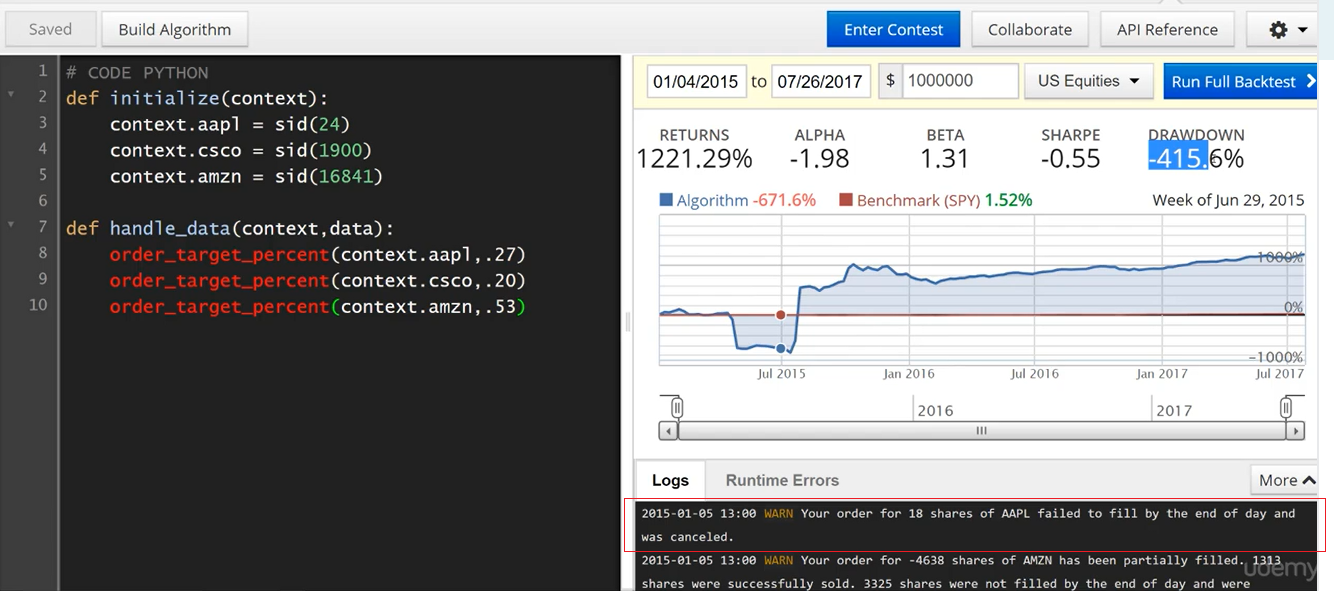 Saved
Build Algorithm
Enter Contest
Collaborate
API Reference
1 # CODE PYTHON
2 def initialize(context):
3 context.aapl = sid(24)
4 context.csco = sid(1900)
5 context.amzn = sid(16841)
6
7 def handle_data(context,data):
8 order_target_percent(context.aapl,.27)
9 order_target_percent(context.csco,.20)
10 order_target_percent(context.amzn,.53)
01/04/2015 to 07/26/2017 $ 1000000 US Equities Run Full Backtest
RETURNS ALPHA BETA SHARPE DRAWDOWN
1221.29% -1.98 1.31 -0.55 -415.6%
Algorithm -671.6% Benchmark (SPY) 1.52% Week of Jun 29, 2015
1000%
0%
-1000%
Jul 2015 Jan 2016 Jul 2016 Jan 2017 Jul 2017
2016 2017
Logs Runtime Errors More
2015-01-05 13:00 WARN Your order for 18 shares of AAPL failed to fill by the end of day and
was canceled.
2015-01-05 13:00 WARN Your order for -4638 shares of AMZN has been partially filled. 1313
shares were successfully sold. 3325 shares were not filled by the end of day and were
udemy